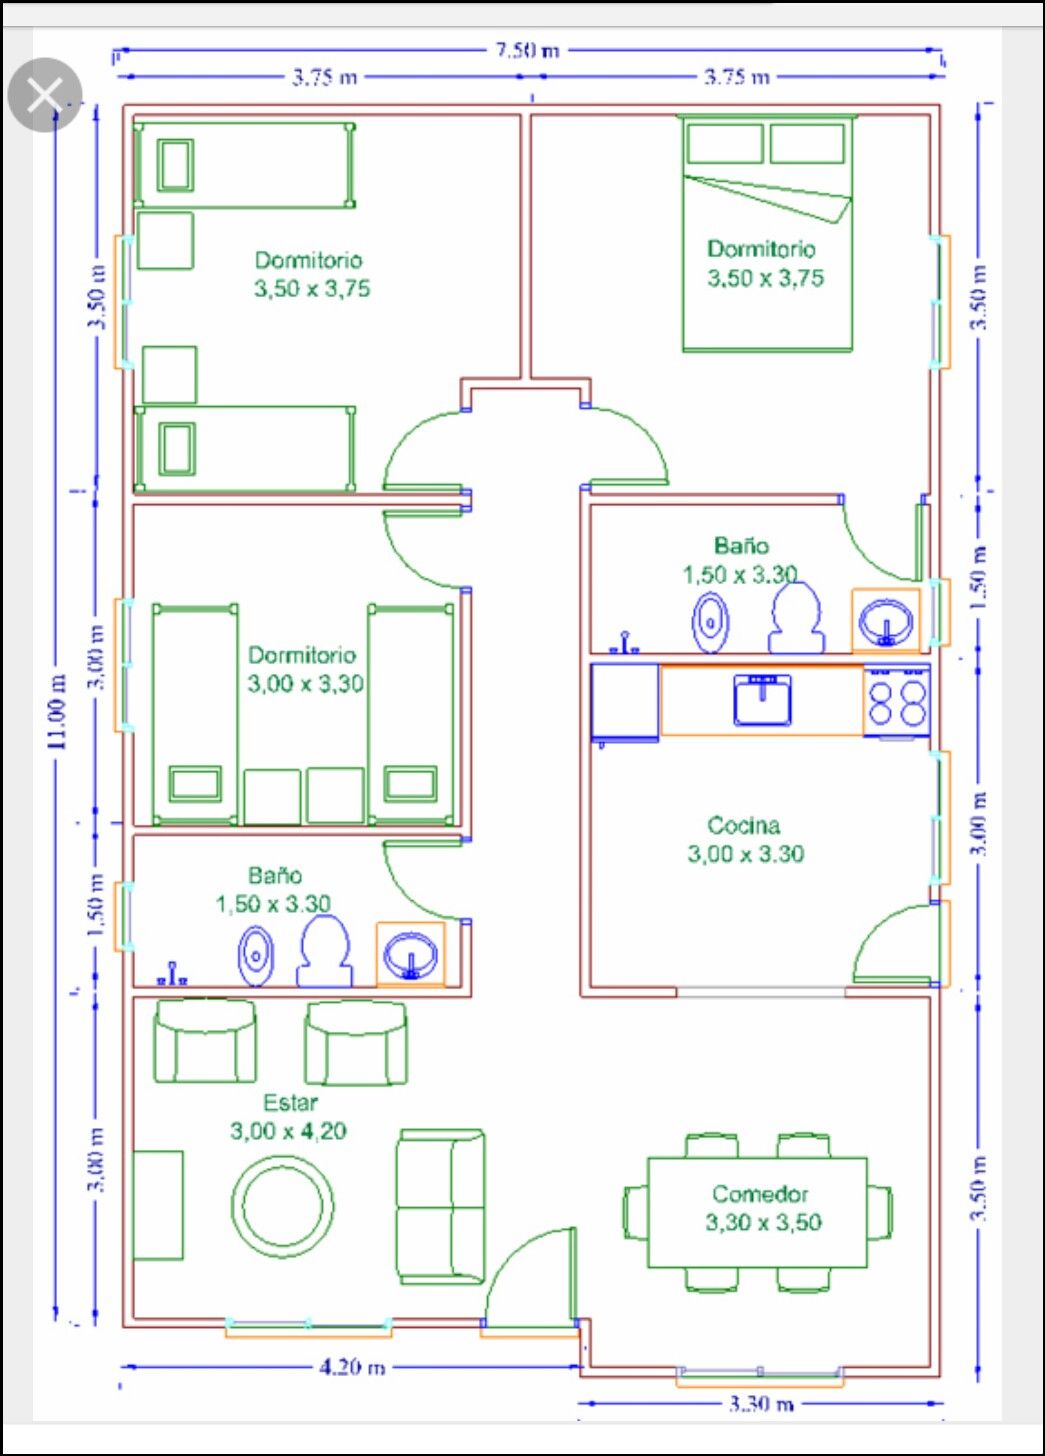 7.50 m
3.75 m
3.75 m
Dormitorio
3,50 x 3,75
Dormitorio
3.50 x 3,75
3.50 m
3.50 m
Baño
1,50 x 3.30
1.50 m
Dormitorio
3,00 x 3,30
3,00 m
11.00 m
Cocina
3,00 x 3.30
3.00 m
Baño
1,50 x 3.30
1,50 m
Estar
3,00 x 4,20
3,00 m
Comedor
3,30 x 3,50
3.50 m
4.20 m
3.30 m